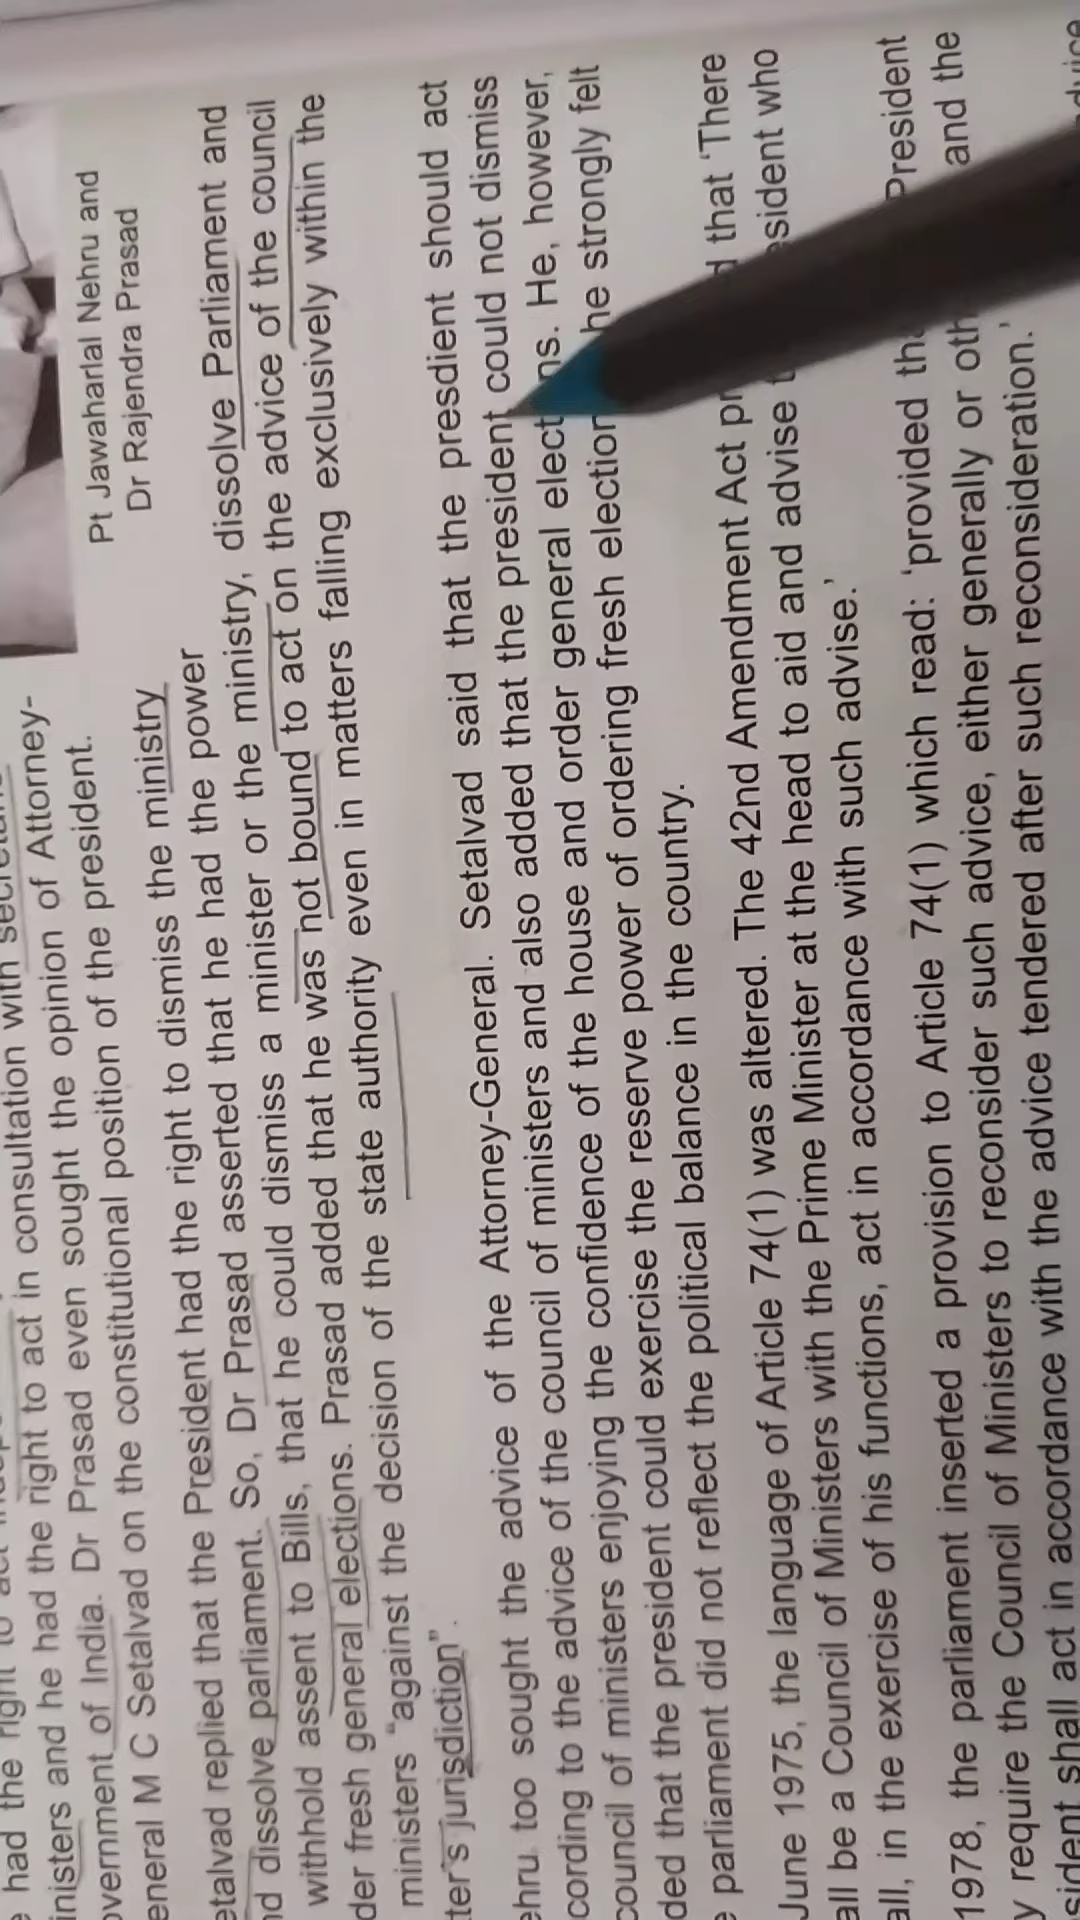 Pt Jawaharlal Nehru and
Dr Rajendra Prasad
had the right to act
ministers and he had the right to act in consultation with
overnment of India. Dr Prasad even sought the opinion of Attorney-
eneral M C Setalvad on the constitutional position of the president.
etalvad replied that the President had the right to dismiss the ministry
nd dissolve parliament. So, Dr Prasad asserted that he had the power
withhold assent to Bills, that he could dismiss a minister or the ministry, dissolve Parliament and
der fresh general elections. Prasad added that he was not bound to act on the advice of the council
ministers "against the decision of the state authority even in matters falling exclusively within the
tter's jurisdiction".
ehru too sought the advice of the Attorney-General. Setalvad said that the presdient should act
cording to the advice of the council of ministers and also added that the president could not dismiss
council of ministers enjoying the confidence of the house and order general elect ns. He, however,
ded that the president could exercise the reserve power of ordering fresh election he strongly felt
e parliament did not reflect the political balance in the country.
June 1975, the language of Article 74(1) was altered. The 42nd Amendment Act pr d that 'There
all be a Council of Ministers with the Prime Minister at the head to aid and advise t esident who
all, in the exercise of his functions, act in accordance with such advise.'
1978, the parliament inserted a provision to Article 74(1) which read: 'provided tha President
y require the Council of Ministers to reconsider such advice, either generally or oth and the
sident shall act in accordance with the advice tendered after such reconsideration.'